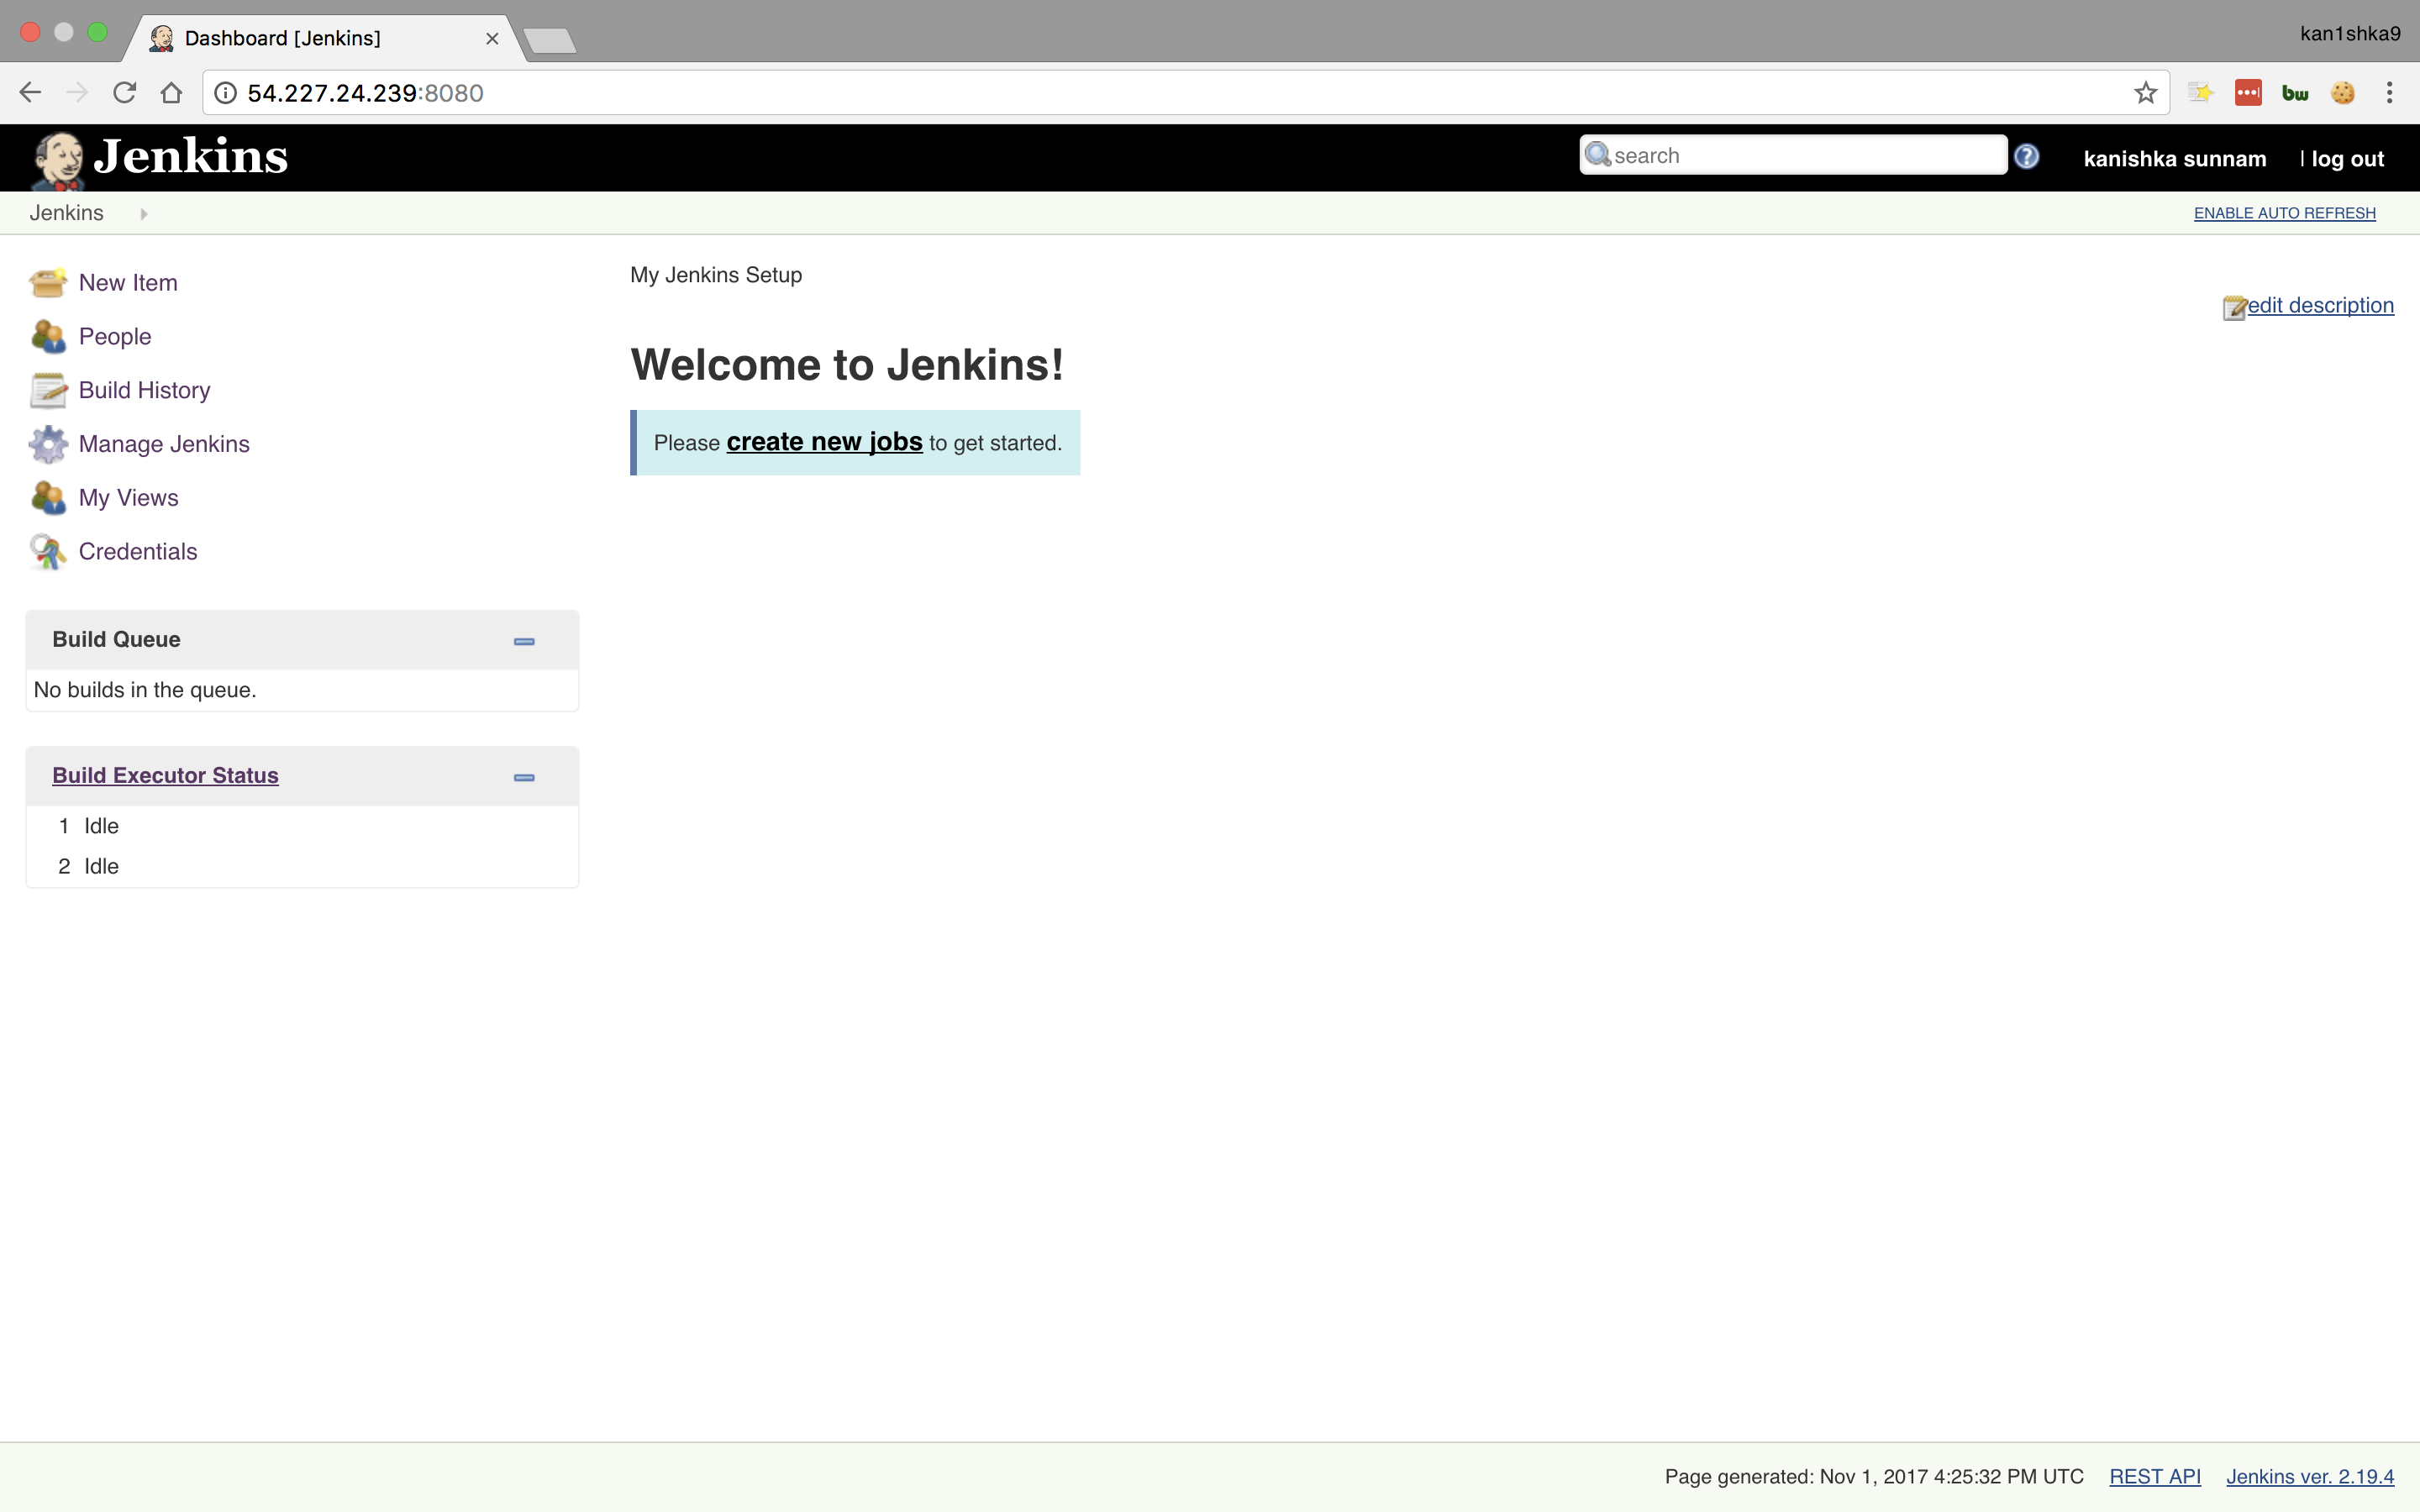 Dashboard [Jenkins]
kan1shka9
54.227.24.239:8080
bw
Jenkins
search
kanishka sunnam
| log out
Jenkins
ENABLE AUTO REFRESH
New Item
People
Build History
Manage Jenkins
My Views
Credentials
Build Queue
No builds in the queue.
Build Executor Status
1 Idle
2 Idle
My Jenkins Setup
edit description
Welcome to Jenkins!
Please create new jobs to get started.
Page generated: Nov 1, 2017 4:25:32 PM UTC
REST API
Jenkins ver. 2.19.4